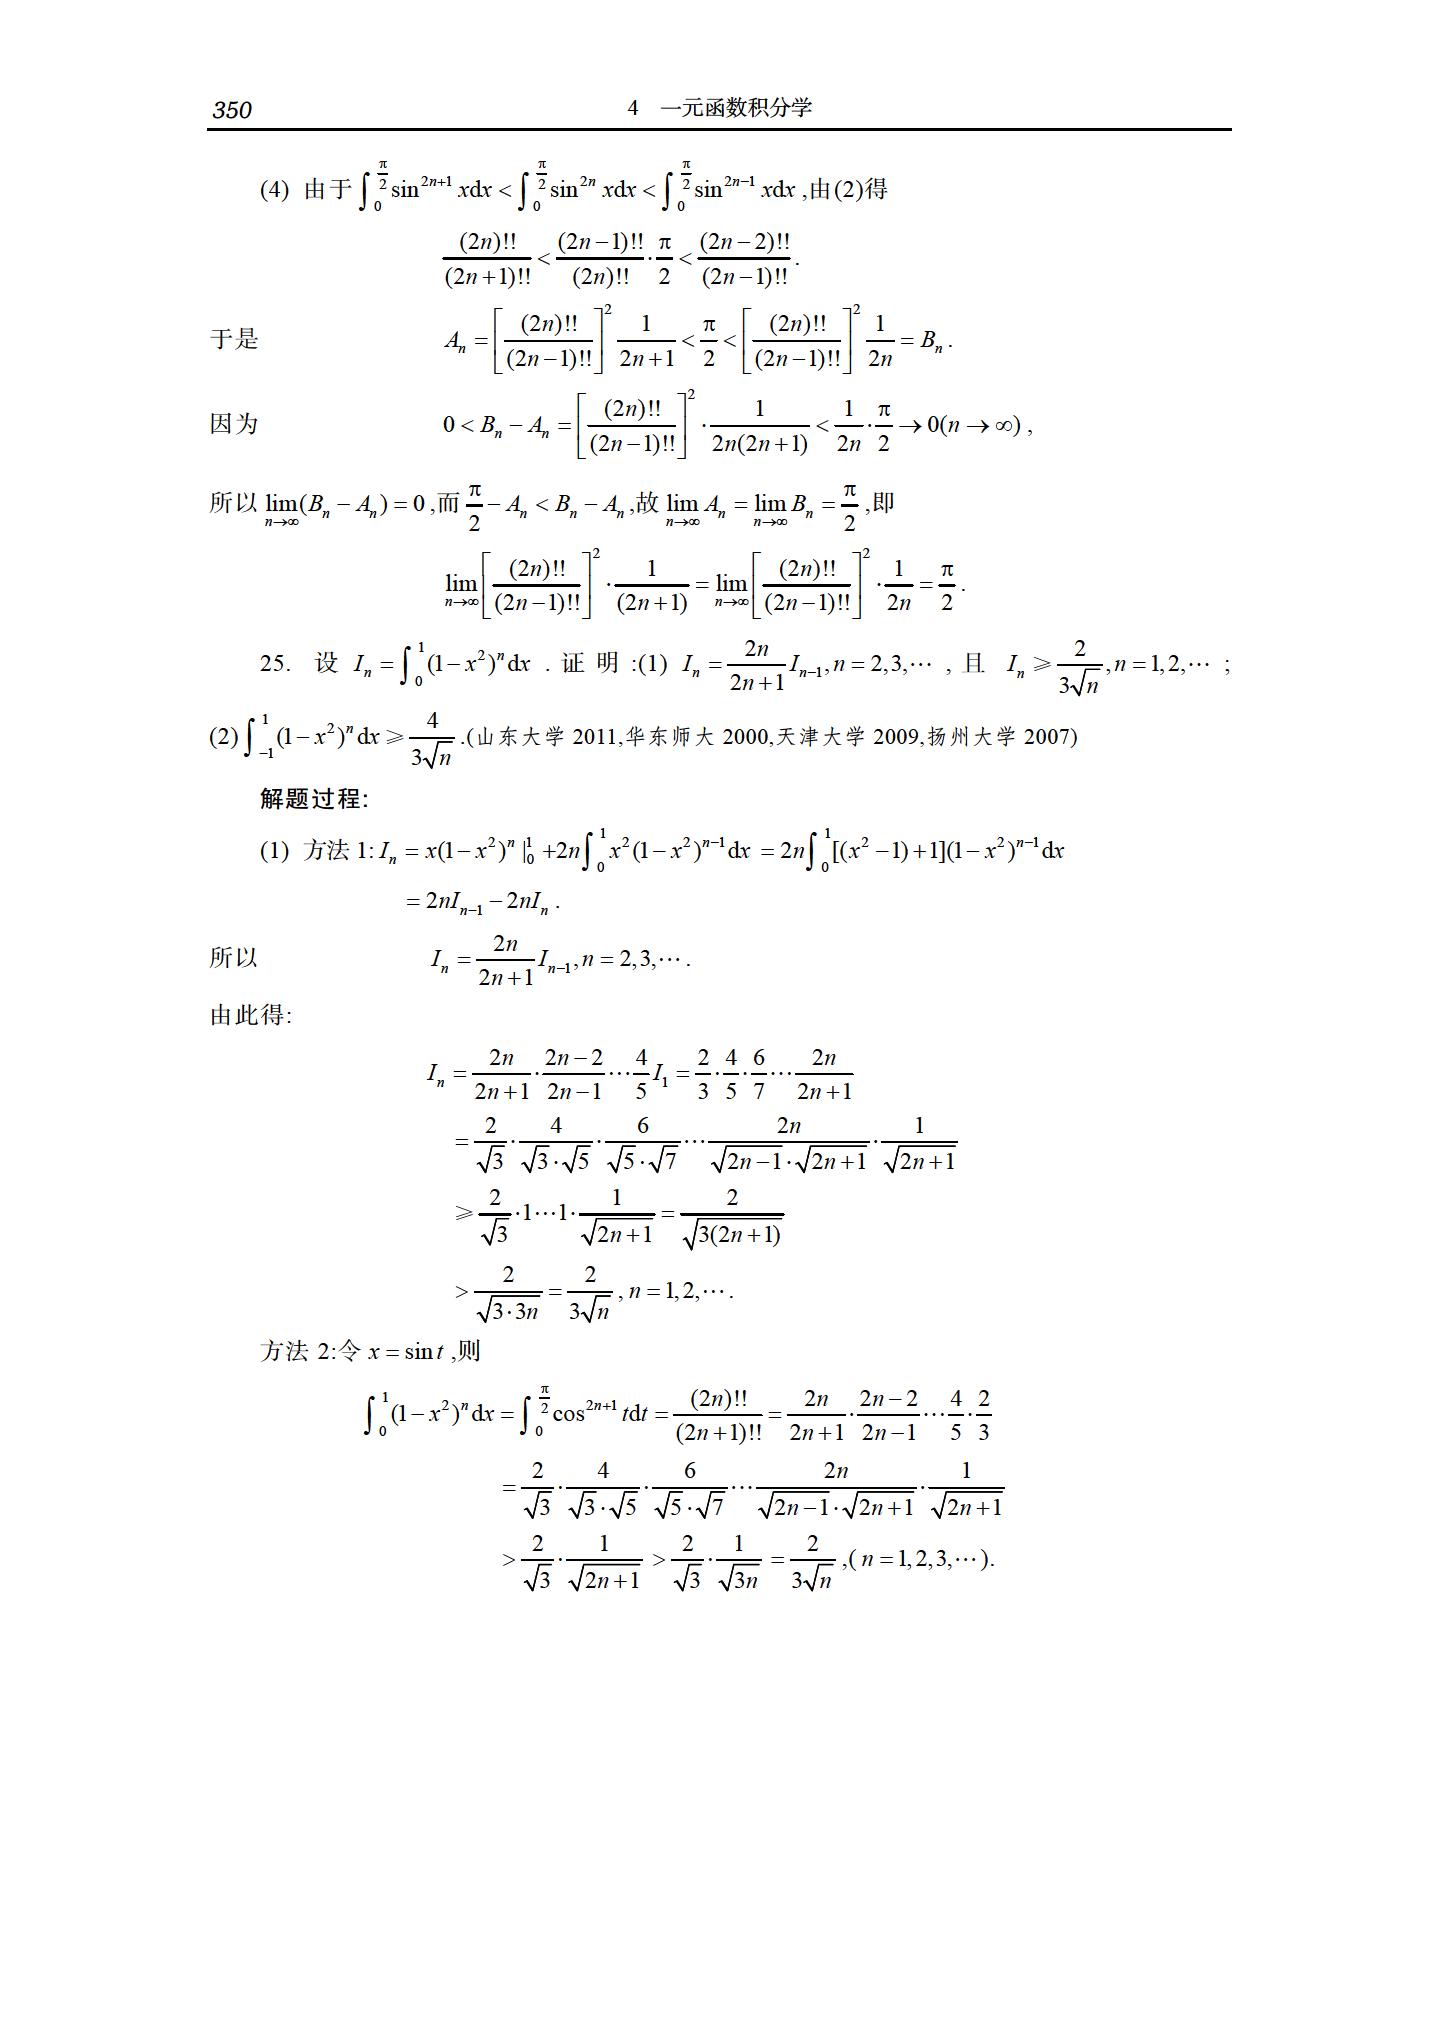 350 4 一元函数积分学
(4) 由于 $\int_0^{\frac{\pi}{2}} \sin^{2n+1} x\mathrm{d}x < \int_0^{\frac{\pi}{2}} \sin^{2n} x\mathrm{d}x < \int_0^{\frac{\pi}{2}} \sin^{2n-1} x\mathrm{d}x$ ,由(2)得
$\frac{(2n)!!}{(2n+1)!!} < \frac{(2n-1)!!}{(2n)!!} \cdot \frac{\pi}{2} < \frac{(2n-2)!!}{(2n-1)!!}$.
于是 $A_n = \left[\frac{(2n)!!}{(2n-1)!!}\right]^2 \frac{1}{2n+1} < \frac{\pi}{2} < \left[\frac{(2n)!!}{(2n-1)!!}\right]^2 \frac{1}{2n} = B_n$ .
因为 $0 < B_n - A_n = \left[\frac{(2n)!!}{(2n-1)!!}\right]^2 \cdot \frac{1}{2n(2n+1)} < \frac{1}{2n} \cdot \frac{\pi}{2} \to 0(n \to \infty)$ ,
所以 $\lim_{n\to\infty}(B_n - A_n) = 0$ ,而 $\frac{\pi}{2} - A_n < B_n - A_n$ ,故 $\lim_{n\to\infty} A_n = \lim_{n\to\infty} B_n = \frac{\pi}{2}$ ,即
$\lim_{n\to\infty}\left[\frac{(2n)!!}{(2n-1)!!}\right]^2 \cdot \frac{1}{(2n+1)} = \lim_{n\to\infty}\left[\frac{(2n)!!}{(2n-1)!!}\right]^2 \cdot \frac{1}{2n} = \frac{\pi}{2}$ .
25. 设 $I_n = \int_0^1 (1-x^2)^n \mathrm{d}x$ . 证 明 :(1) $I_n = \frac{2n}{2n+1} I_{n-1}, n = 2,3,\cdots$ , 且 $I_n \geqslant \frac{2}{3\sqrt{n}}, n = 1,2,\cdots$ ;
(2) $\int_{-1}^1 (1-x^2)^n \mathrm{d}x \geqslant \frac{4}{3\sqrt{n}}$ .(山东大学 2011,华东师大 2000,天津大学 2009,扬州大学 2007)
解题过程:
(1) 方法 1: $I_n = x(1-x^2)^n |_0^1 + 2n\int_0^1 x^2(1-x^2)^{n-1}\mathrm{d}x = 2n\int_0^1 [(x^2-1)+1](1-x^2)^{n-1}\mathrm{d}x$
$= 2nI_{n-1} - 2nI_n$ .
所以 $I_n = \frac{2n}{2n+1} I_{n-1}, n = 2,3,\cdots$ .
由此得:
$I_n = \frac{2n}{2n+1} \cdot \frac{2n-2}{2n-1} \cdots \frac{4}{5} I_1 = \frac{2}{3} \cdot \frac{4}{5} \cdot \frac{6}{7} \cdots \frac{2n}{2n+1}$
$= \frac{2}{\sqrt{3}} \cdot \frac{4}{\sqrt{3} \cdot \sqrt{5}} \cdot \frac{6}{\sqrt{5} \cdot \sqrt{7}} \cdots \frac{2n}{\sqrt{2n-1} \cdot \sqrt{2n+1}} \cdot \frac{1}{\sqrt{2n+1}}$
$\geqslant \frac{2}{\sqrt{3}} \cdot 1 \cdots 1 \cdot \frac{1}{\sqrt{2n+1}} = \frac{2}{\sqrt{3(2n+1)}}$
$> \frac{2}{\sqrt{3 \cdot 3n}} = \frac{2}{3\sqrt{n}}$ , $n = 1,2,\cdots$ .
方法 2:令 $x = \sin t$ ,则
$\int_0^1 (1-x^2)^n \mathrm{d}x = \int_0^{\frac{\pi}{2}} \cos^{2n+1} t\mathrm{d}t = \frac{(2n)!!}{(2n+1)!!} = \frac{2n}{2n+1} \cdot \frac{2n-2}{2n-1} \cdots \frac{4}{5} \cdot \frac{2}{3}$
$= \frac{2}{\sqrt{3}} \cdot \frac{4}{\sqrt{3} \cdot \sqrt{5}} \cdot \frac{6}{\sqrt{5} \cdot \sqrt{7}} \cdots \frac{2n}{\sqrt{2n-1} \cdot \sqrt{2n+1}} \cdot \frac{1}{\sqrt{2n+1}}$
$> \frac{2}{\sqrt{3}} \cdot \frac{1}{\sqrt{2n+1}} > \frac{2}{\sqrt{3}} \cdot \frac{1}{\sqrt{3n}} = \frac{2}{3\sqrt{n}}$ ,( $n = 1,2,3,\cdots$ ).